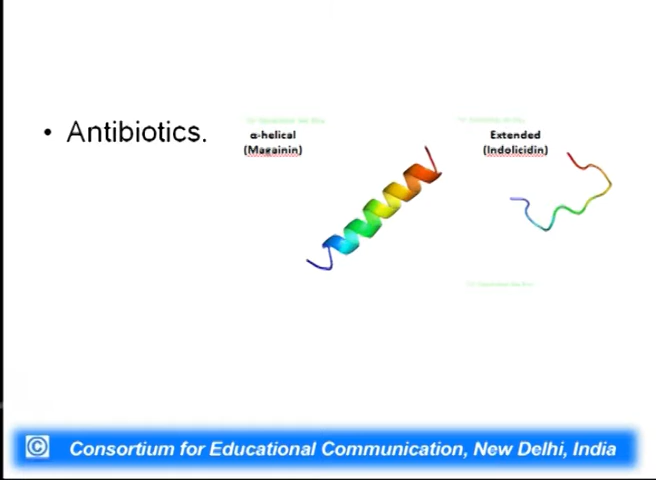 • Antibiotics.
α-helical
(Magainin)
Extended
(Indolicidin)
© Consortium for Educational Communication, New Delhi, India